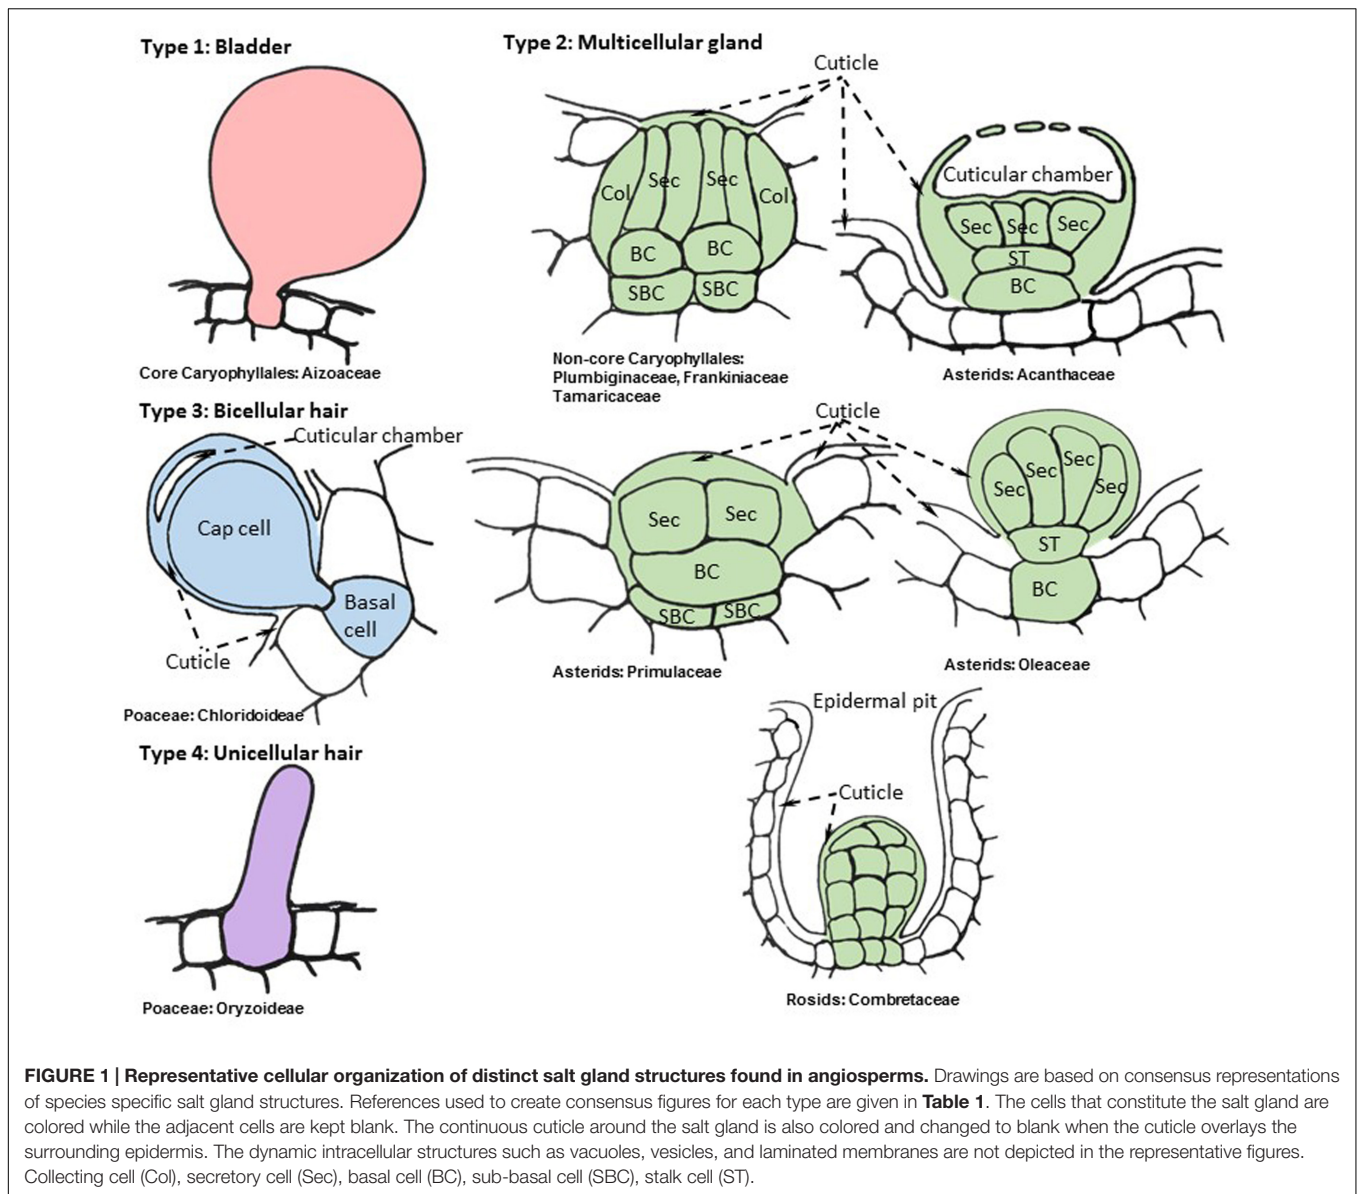 Type 1: Bladder
Core Caryophyllales: Aizoaceae
Type 2: Multicellular gland
Cuticle
Col
Sec
Sec
Col
BC
BC
SBC
SBC
Non-core Caryophyllales:
Plumbiginaceae, Frankiniaceae
Tamaricaceae
Cuticular chamber
Sec
Sec
Sec
ST
BC
Asterids: Acanthaceae
Type 3: Bicellular hair
Cuticular chamber
Cap cell
Basal
cell
Cuticle
Poaceae: Chloridoideae
Cuticle
Sec
Sec
BC
SBC
SBC
Asterids: Primulaceae
Sec
Sec
Sec
Sec
ST
BC
Asterids: Oleaceae
Type 4: Unicellular hair
Poaceae: Oryzoideae
Epidermal pit
Cuticle
Rosids: Combretaceae
FIGURE 1 | Representative cellular organization of distinct salt gland structures found in angiosperms. Drawings are based on consensus representations
of species specific salt gland structures. References used to create consensus figures for each type are given in Table 1. The cells that constitute the salt gland are
colored while the adjacent cells are kept blank. The continuous cuticle around the salt gland is also colored and changed to blank when the cuticle overlays the
surrounding epidermis. The dynamic intracellular structures such as vacuoles, vesicles, and laminated membranes are not depicted in the representative figures.
Collecting cell (Col), secretory cell (Sec), basal cell (BC), sub-basal cell (SBC), stalk cell (ST).